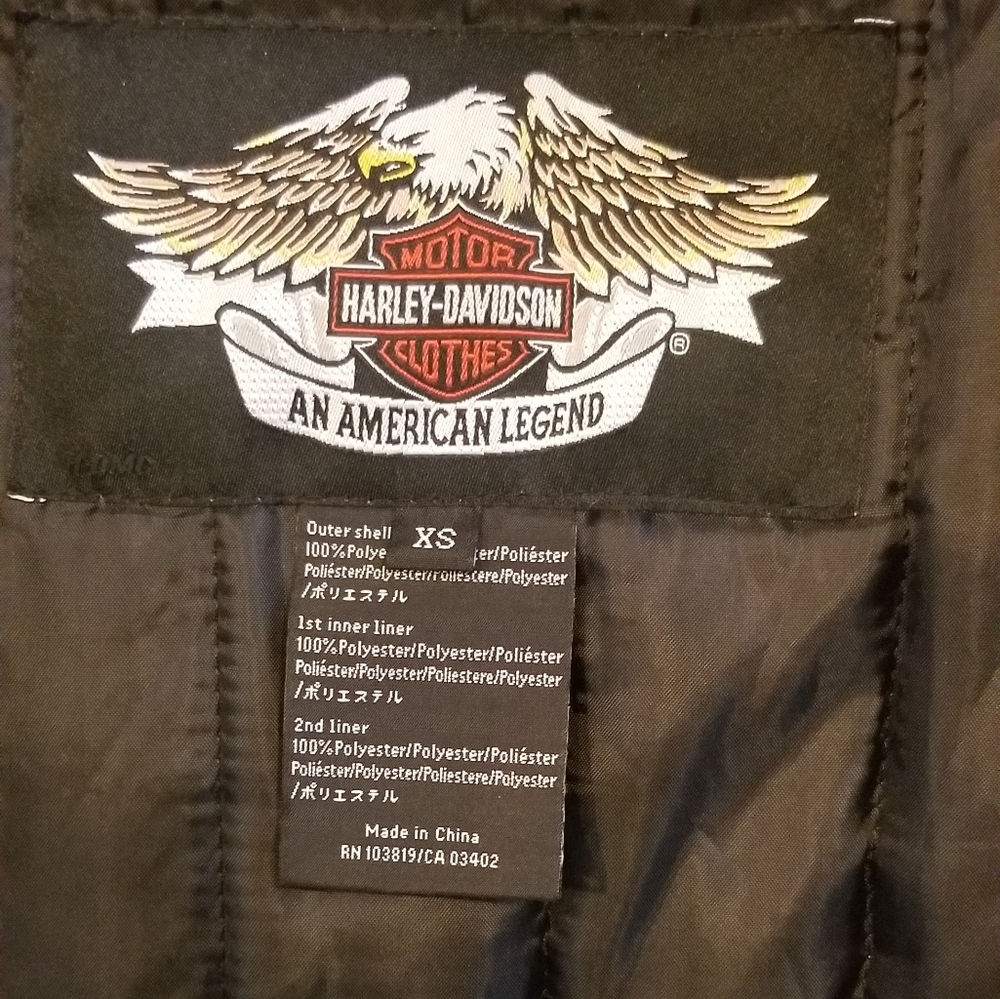 MOTOR
HARLEY-DAVIDSON
CLOTHES
®
AN AMERICAN LEGEND
XS
Outer shell
100%Polye ter/Poliéster
Poliéster/Polyester/Poliestere/Polyester
/ポリエステル
1st inner liner
100%Polyester/Polyester/Poliéster
Poliéster/Polyester/Poliestere/Polyester
/ポリエステル
2nd liner
100%Polyester/Polyester/Poliéster
Poliéster/Polyester/Poliestere/Polyester
/ポリエステル
Made in China
RN 103819/CA 03402